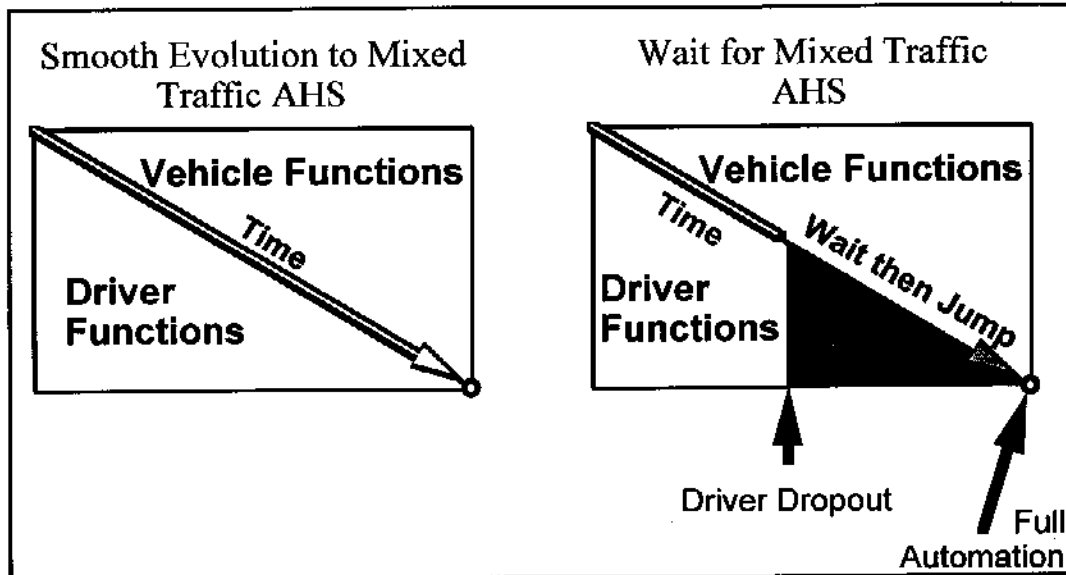 Smooth Evolution to Mixed
Traffic AHS
Vehicle Functions
Time
Driver
Functions
Wait for Mixed Traffic
AHS
Vehicle Functions
Time
Wait then Jump
Driver
Functions
Driver Dropout
Full
Automation